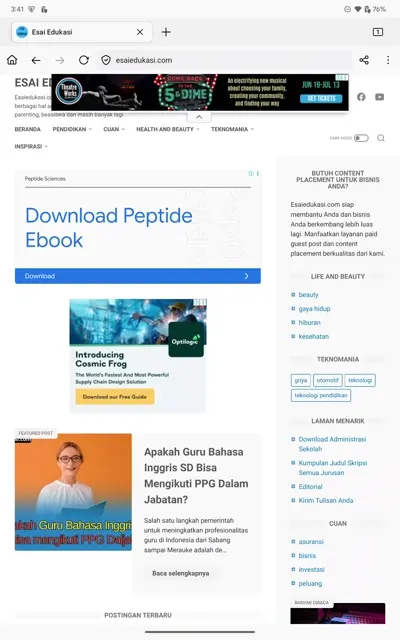 3:41
76%
Esai Edukasi
esaiedukasi.com
1
ESAI
Esaiedukasi.co
berbagai hal a
parenting, beasiswa dan masih banyak lagi
Theatre
Works
COME BACK
TO THE
5 & DIME
An electrifying new musical
about choosing your family,
creating your community,
and finding your way
JUN 18-JUL 13
GET TICKETS
BERANDA
PENDIDIKAN
CUAN
HEALTH AND BEAUTY
TEKNOMANIA
INSPIRASI
DARK MODE
Peptide Sciences
Download Peptide
Ebook
Download
Optilogic
Introducing
Cosmic Frog
The World's Fastest And Most Powerful
Supply Chain Design Solution
Download our Free Guide
FEATURED POST
akah Guru Bahasa Inggris
isa mengikuti PPG Dalja
Apakah Guru Bahasa
Inggris SD Bisa
Mengikuti PPG Dalam
Jabatan?
Salah satu langkah pemerintah
untuk meningkatkan profesionalitas
guru di Indonesia dari Sabang
sampai Merauke adalah de...
Baca selengkapnya
POSTINGAN TERBARU
BUTUH CONTENT
PLACEMENT UNTUK BISNIS
ANDA?
Esaiedukasi.com siap
membantu Anda dan bisnis
Anda berkembang lebih luas
lagi. Manfaatkan layanan paid
guest post dan content
placement berkualitas dari kami.
LIFE AND BEAUTY
beauty
gaya hidup
hiburan
kesehatan
TEKNOMANIA
griya
otomotif
teknologi
teknologi pendidikan
LAMAN MENARIK
Download Administrasi
Sekolah
Kumpulan Judul Skripsi
Semua Jurusan
Editorial
Kirim Tulisan Anda
CUAN
asuransi
bisnis
investasi
peluang
BANYAK DIBACA